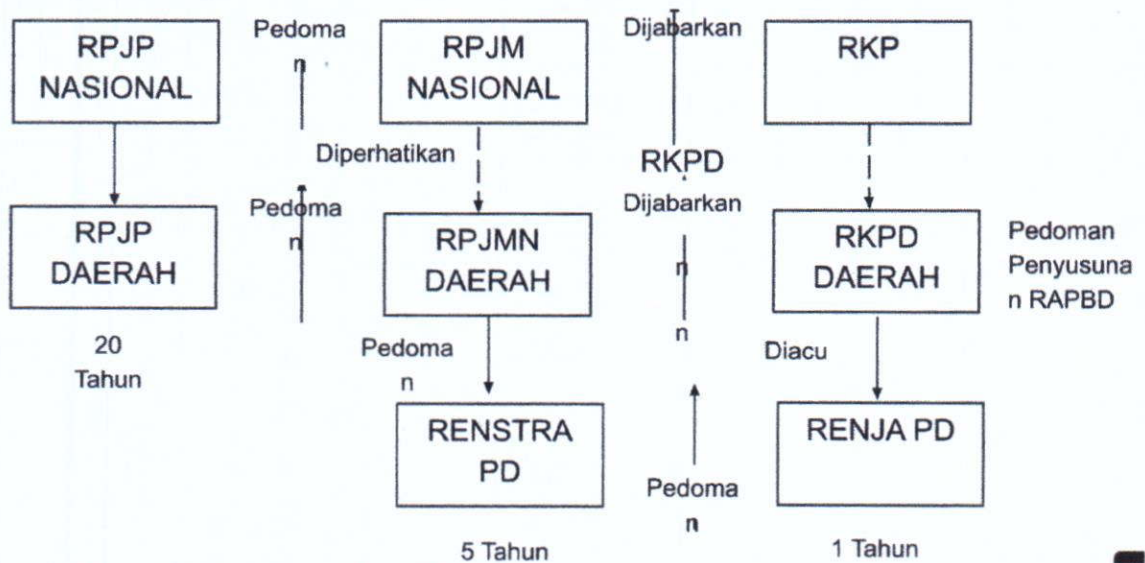 RPJP
NASIONAL
Pedoma
n
RPJM
NASIONAL
Dijabarkan
RKP
Diperhatikan
RKPD
RPJP
DAERAH
Pedoma
n
RPJMN
DAERAH
Dijabarkan
n
n
RKPD
DAERAH
Pedoman
Penyusuna
n RAPBD
20
Tahun
Pedoma
n
Diacu
RENSTRA
PD
Pedoma
n
RENJA PD
5 Tahun
1 Tahun